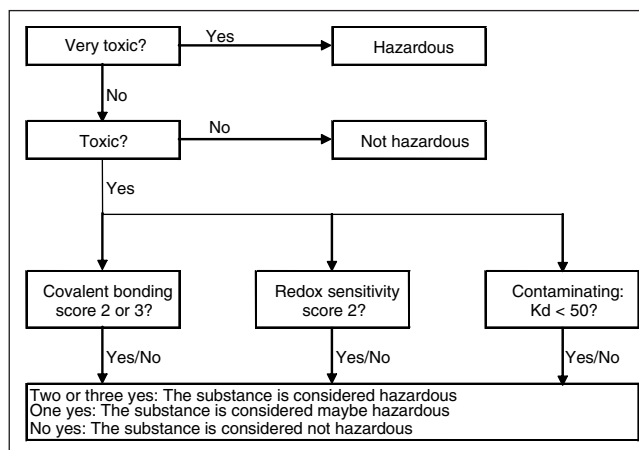 Very toxic?
Yes
Hazardous
No
Toxic?
No
Not hazardous
Yes
Covalent bonding
score 2 or 3?
Redox sensitivity
score 2?
Contaminating:
Kd < 50?
Yes/No
Yes/No
Yes/No
Two or three yes: The substance is considered hazardous
One yes: The substance is considered maybe hazardous
No yes: The substance is considered not hazardous